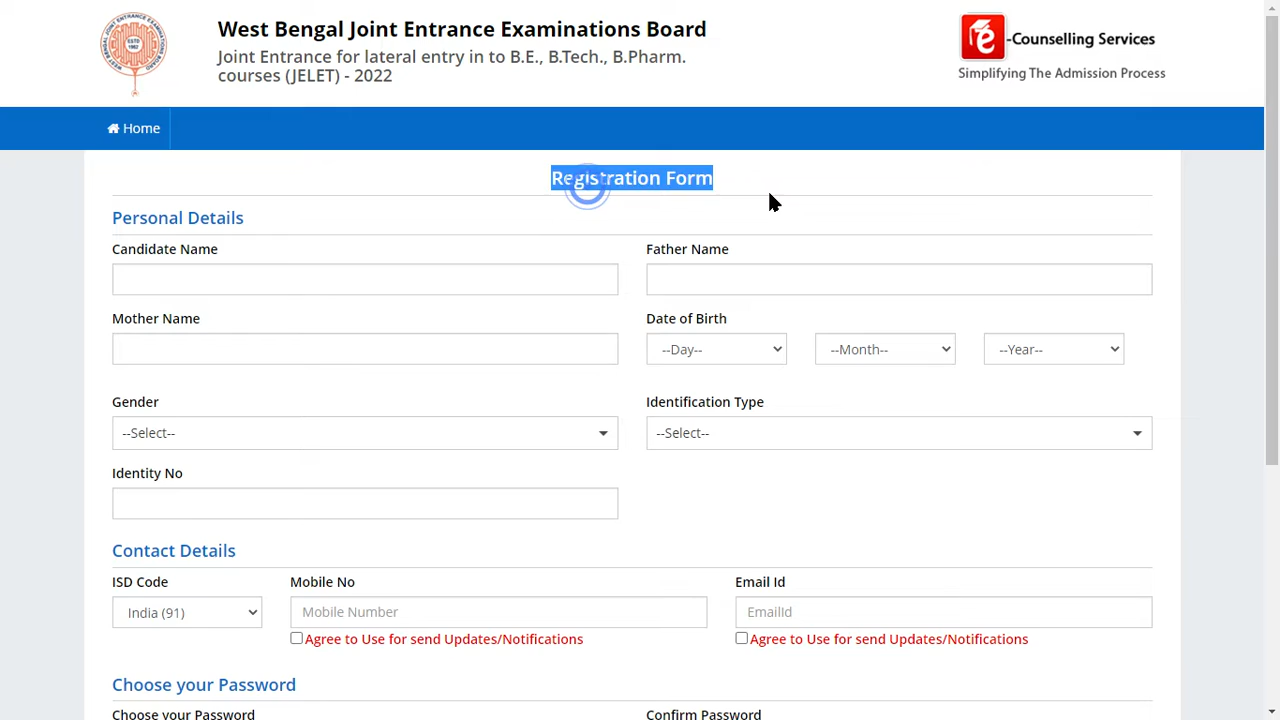 West Bengal Joint Entrance Examinations Board
Joint Entrance for lateral entry in to B.E., B.Tech., B.Pharm.
courses (JELET) - 2022
e-Counselling Services
Simplifying The Admission Process
Home
Registration Form
Personal Details
Candidate Name
Father Name
Mother Name
Date of Birth
--Day--
--Month--
--Year--
Gender
Identification Type
--Select--
--Select--
Identity No
Contact Details
ISD Code
Mobile No
Email Id
India (91)
Mobile Number
EmailId
Agree to Use for send Updates/Notifications
Agree to Use for send Updates/Notifications
Choose your Password
Choose your Password
Confirm Password